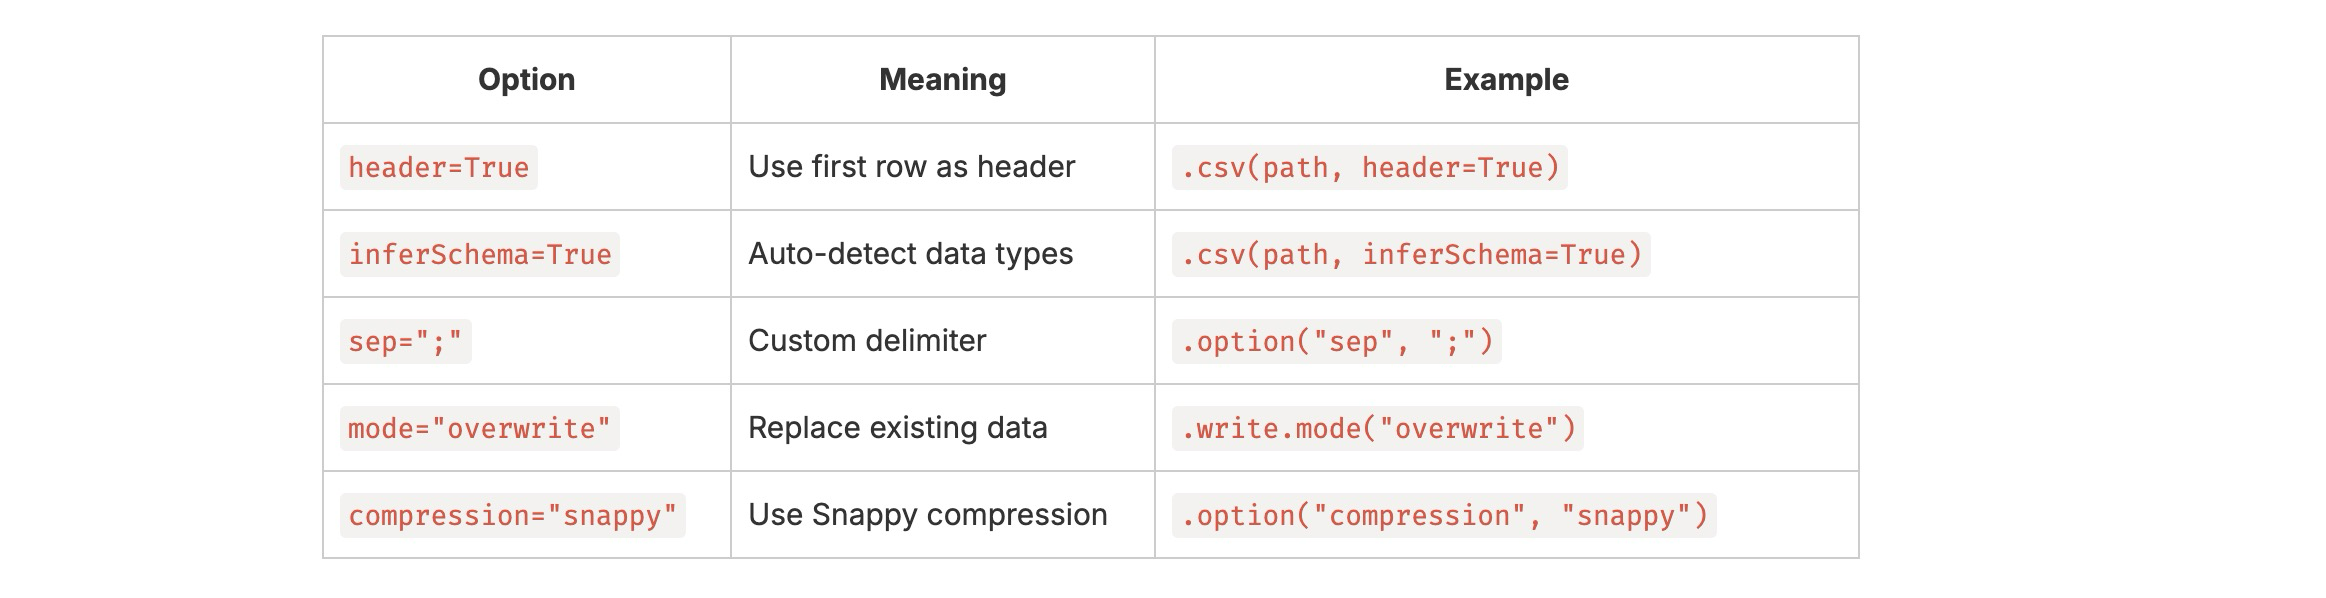 Option Meaning Example
header=True Use first row as header .csv(path, header=True)
inferSchema=True Auto-detect data types .csv(path, inferSchema=True)
sep=";" Custom delimiter .option("sep", ";")
mode="overwrite" Replace existing data .write.mode("overwrite")
compression="snappy" Use Snappy compression .option("compression", "snappy")